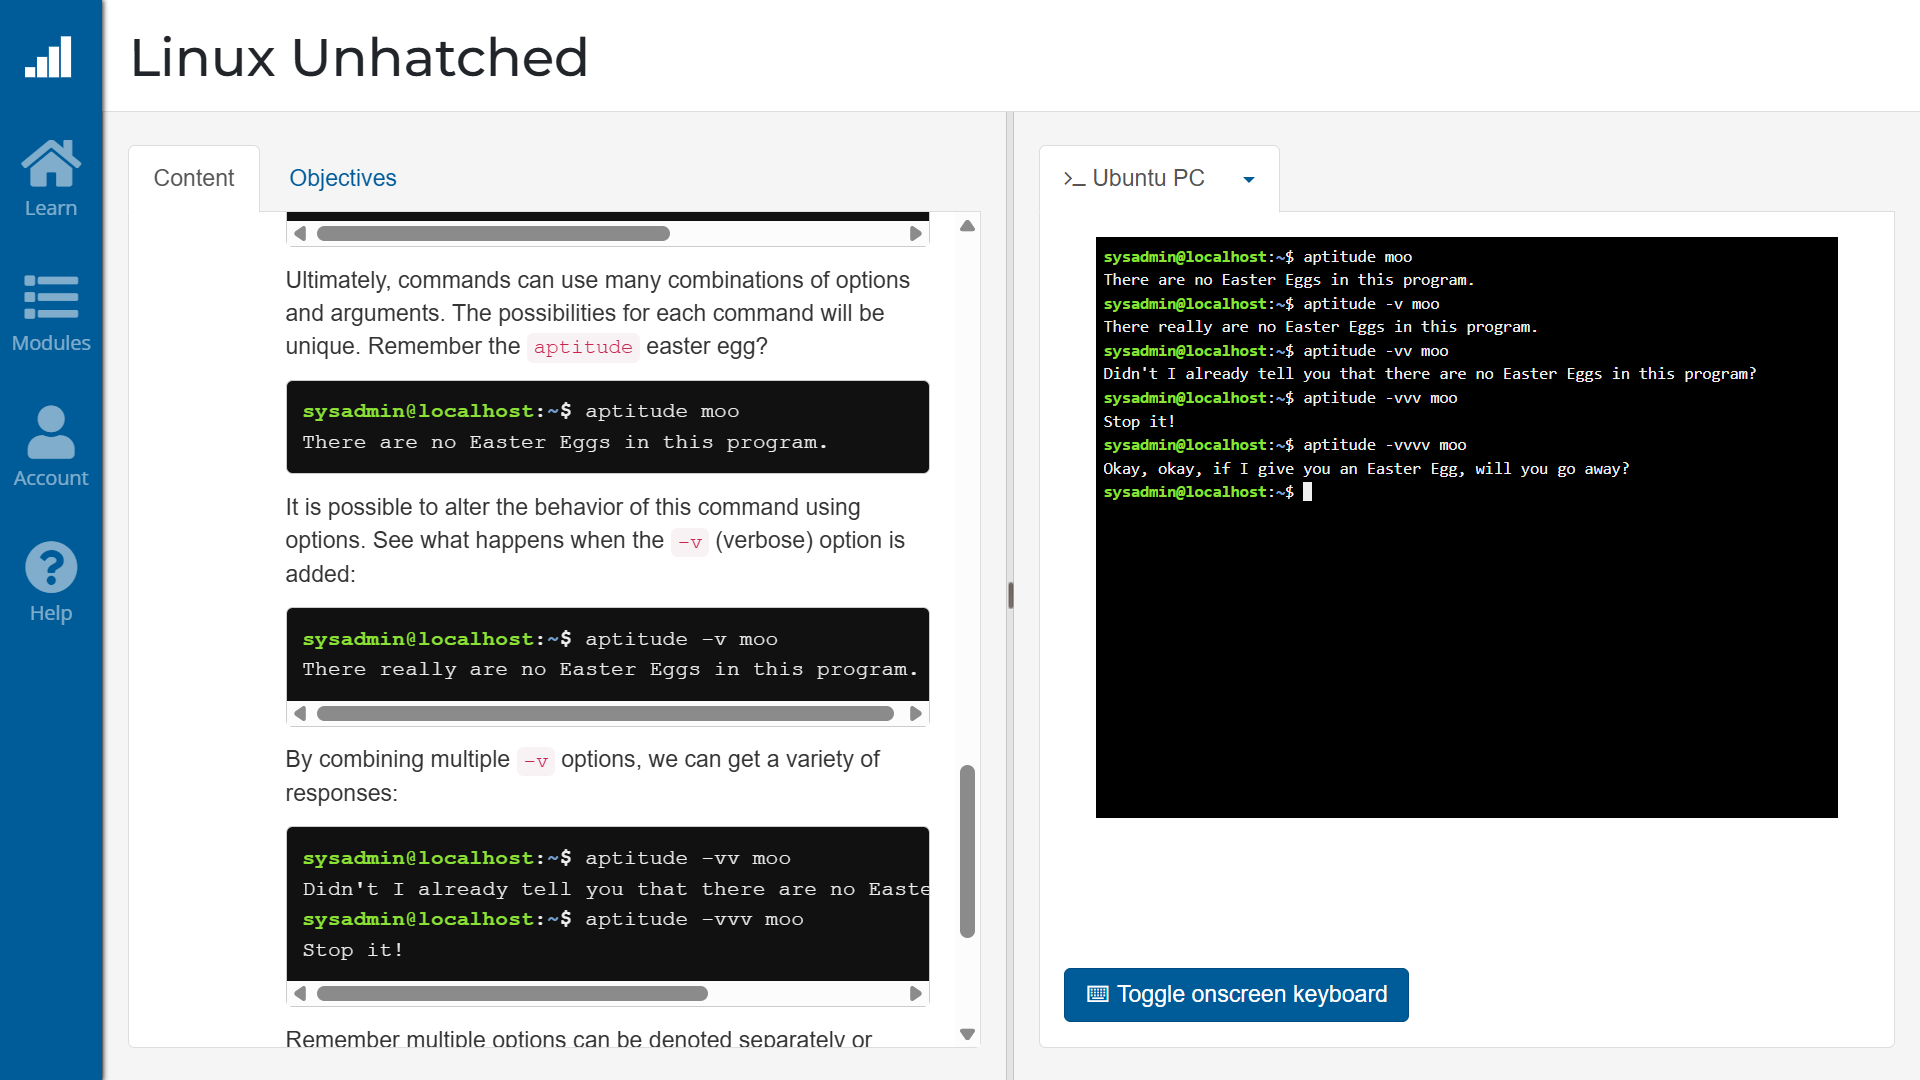 Linux Unhatched
Learn
Modules
Account
Help
Content
Objectives
Ultimately, commands can use many combinations of options
and arguments. The possibilities for each command will be
unique. Remember the aptitude easter egg?
sysadmin@localhost:~$ aptitude moo
There are no Easter Eggs in this program.
It is possible to alter the behavior of this command using
options. See what happens when the -v (verbose) option is
added:
sysadmin@localhost:~$ aptitude -v moo
There really are no Easter Eggs in this program.
By combining multiple -v options, we can get a variety of
responses:
sysadmin@localhost:~$ aptitude -vv moo
Didn't I already tell you that there are no Easte
sysadmin@localhost:~$ aptitude -vvv moo
Stop it!
Remember multiple options can be denoted separately or
>_ Ubuntu PC
sysadmin@localhost:~$ aptitude moo
There are no Easter Eggs in this program.
sysadmin@localhost:~$ aptitude -v moo
There really are no Easter Eggs in this program.
sysadmin@localhost:~$ aptitude -vv moo
Didn't I already tell you that there are no Easter Eggs in this program?
sysadmin@localhost:~$ aptitude -vvv moo
Stop it!
sysadmin@localhost:~$ aptitude -vvvv moo
Okay, okay, if I give you an Easter Egg, will you go away?
sysadmin@localhost:~$
Toggle onscreen keyboard